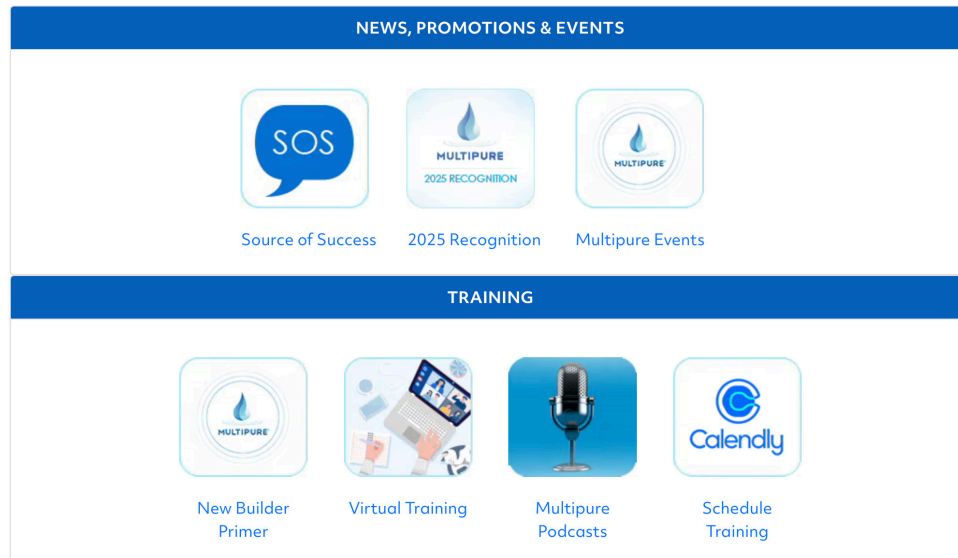 NEWS, PROMOTIONS & EVENTS
SOS
MULTIPURE
2025 RECOGNITION
MULTIPURE
Source of Success
2025 Recognition
Multipure Events
TRAINING
MULTIPURE
Calendly
New Builder
Primer
Virtual Training
Multipure
Podcasts
Schedule
Training